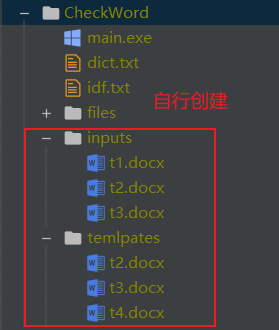 CheckWord
main.exe
dict.txt
idf.txt
自行创建
files
inputs
t1.docx
t2.docx
t3.docx
temlpates
t2.docx
t3.docx
t4.docx